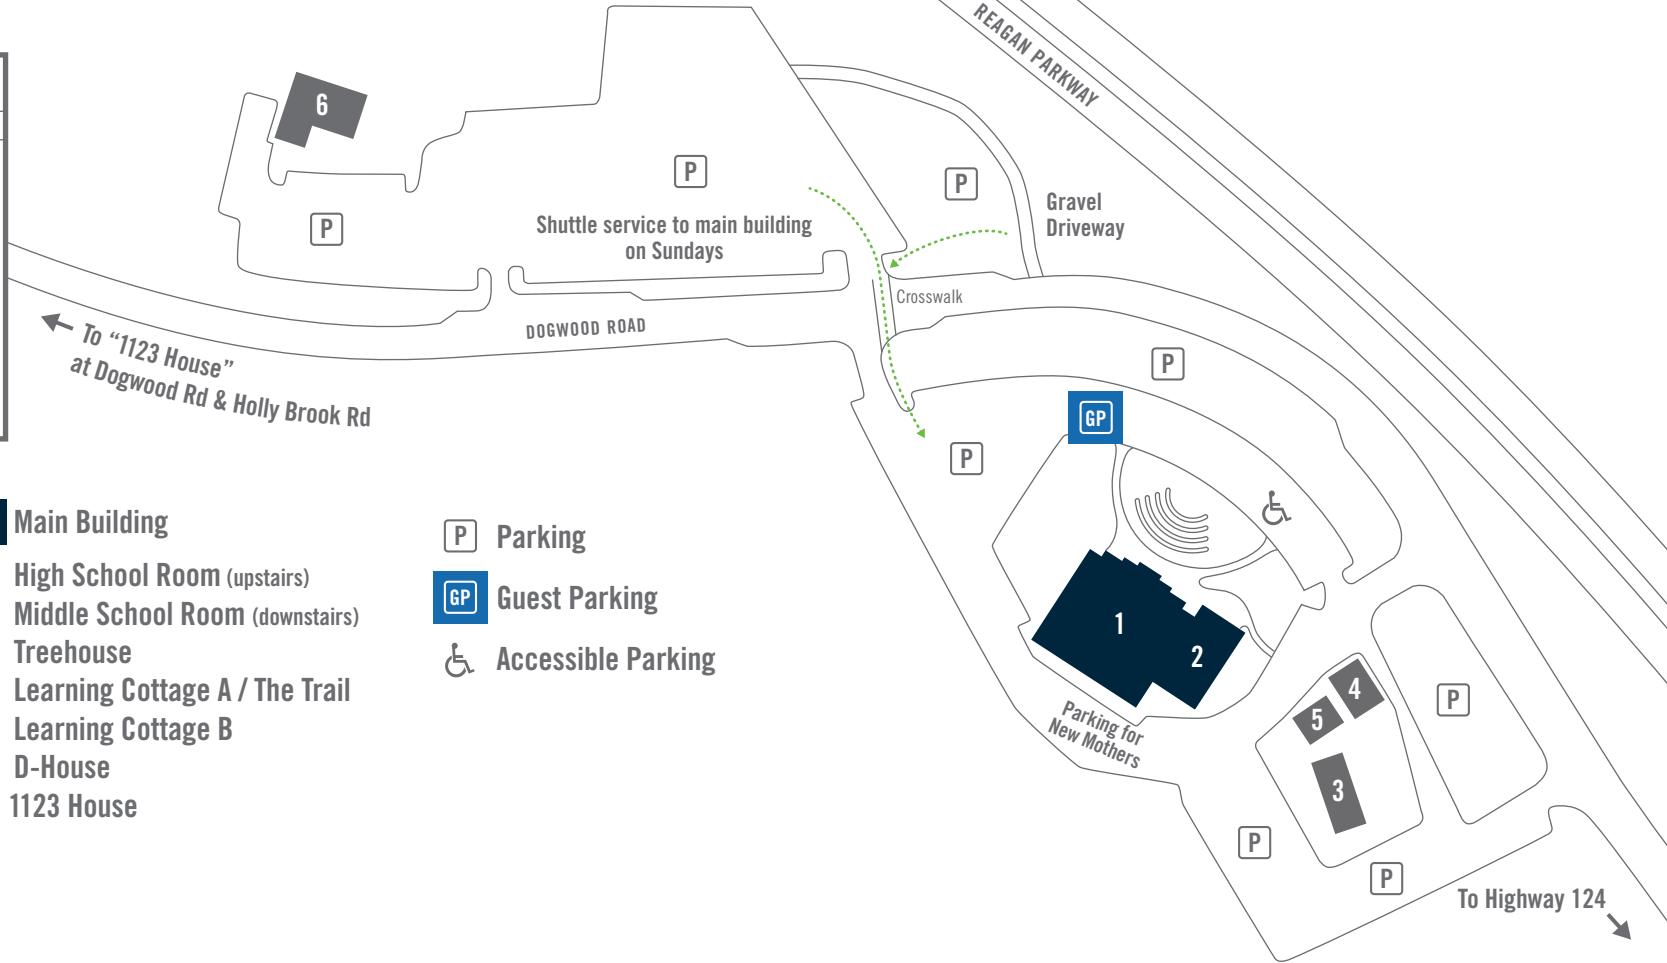 REAGAN PARKWAY
6
P
P
P
P
Gravel
Driveway
Shuttle service to main building
on Sundays
Crosswalk
DOGWOOD ROAD
To “1123 House”
at Dogwood Rd & Holly Brook Rd
P
GP
P
1
2
Parking for
New Mothers
4
5
3
P
P
P
To Highway 124
Main Building
High School Room (upstairs)
Middle School Room (downstairs)
Treehouse
Learning Cottage A / The Trail
Learning Cottage B
D-House
1123 House
P Parking
GP Guest Parking
Accessible Parking